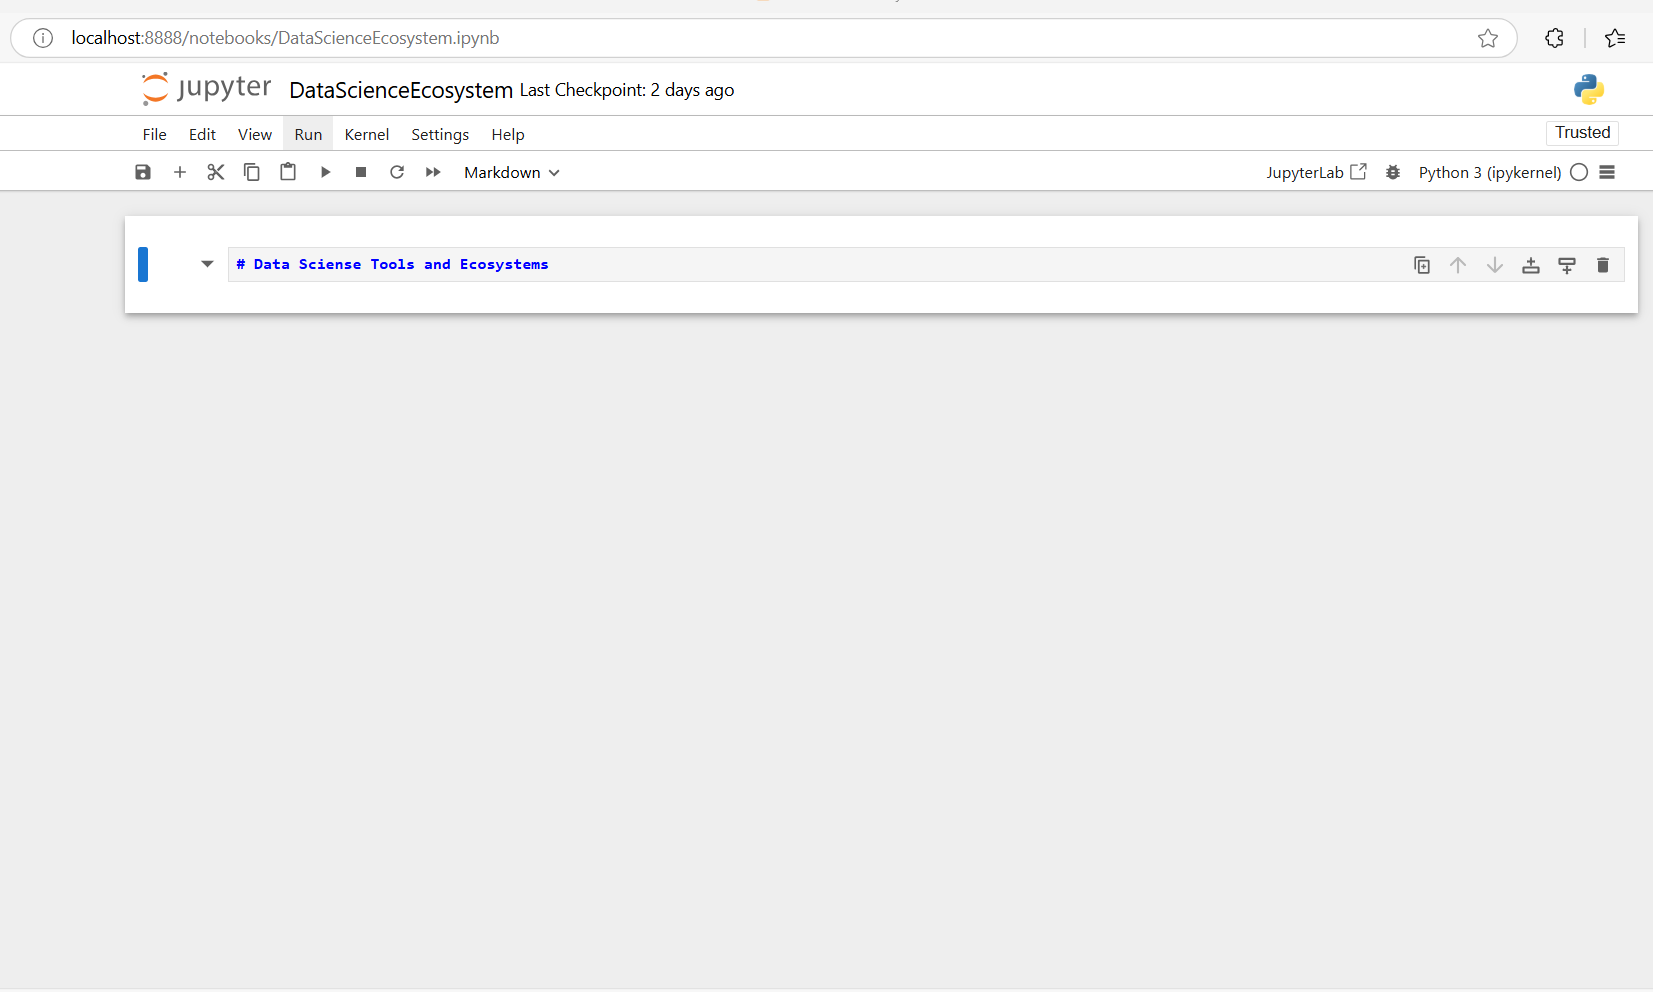 localhost:8888/notebooks/DataScienceEcosystem.ipynb
jupyter DataScienceEcosystem Last Checkpoint: 2 days ago
File Edit View Run Kernel Settings Help Trusted
Markdown JupyterLab Python 3 (ipykernel)
# Data Sciense Tools and Ecosystems